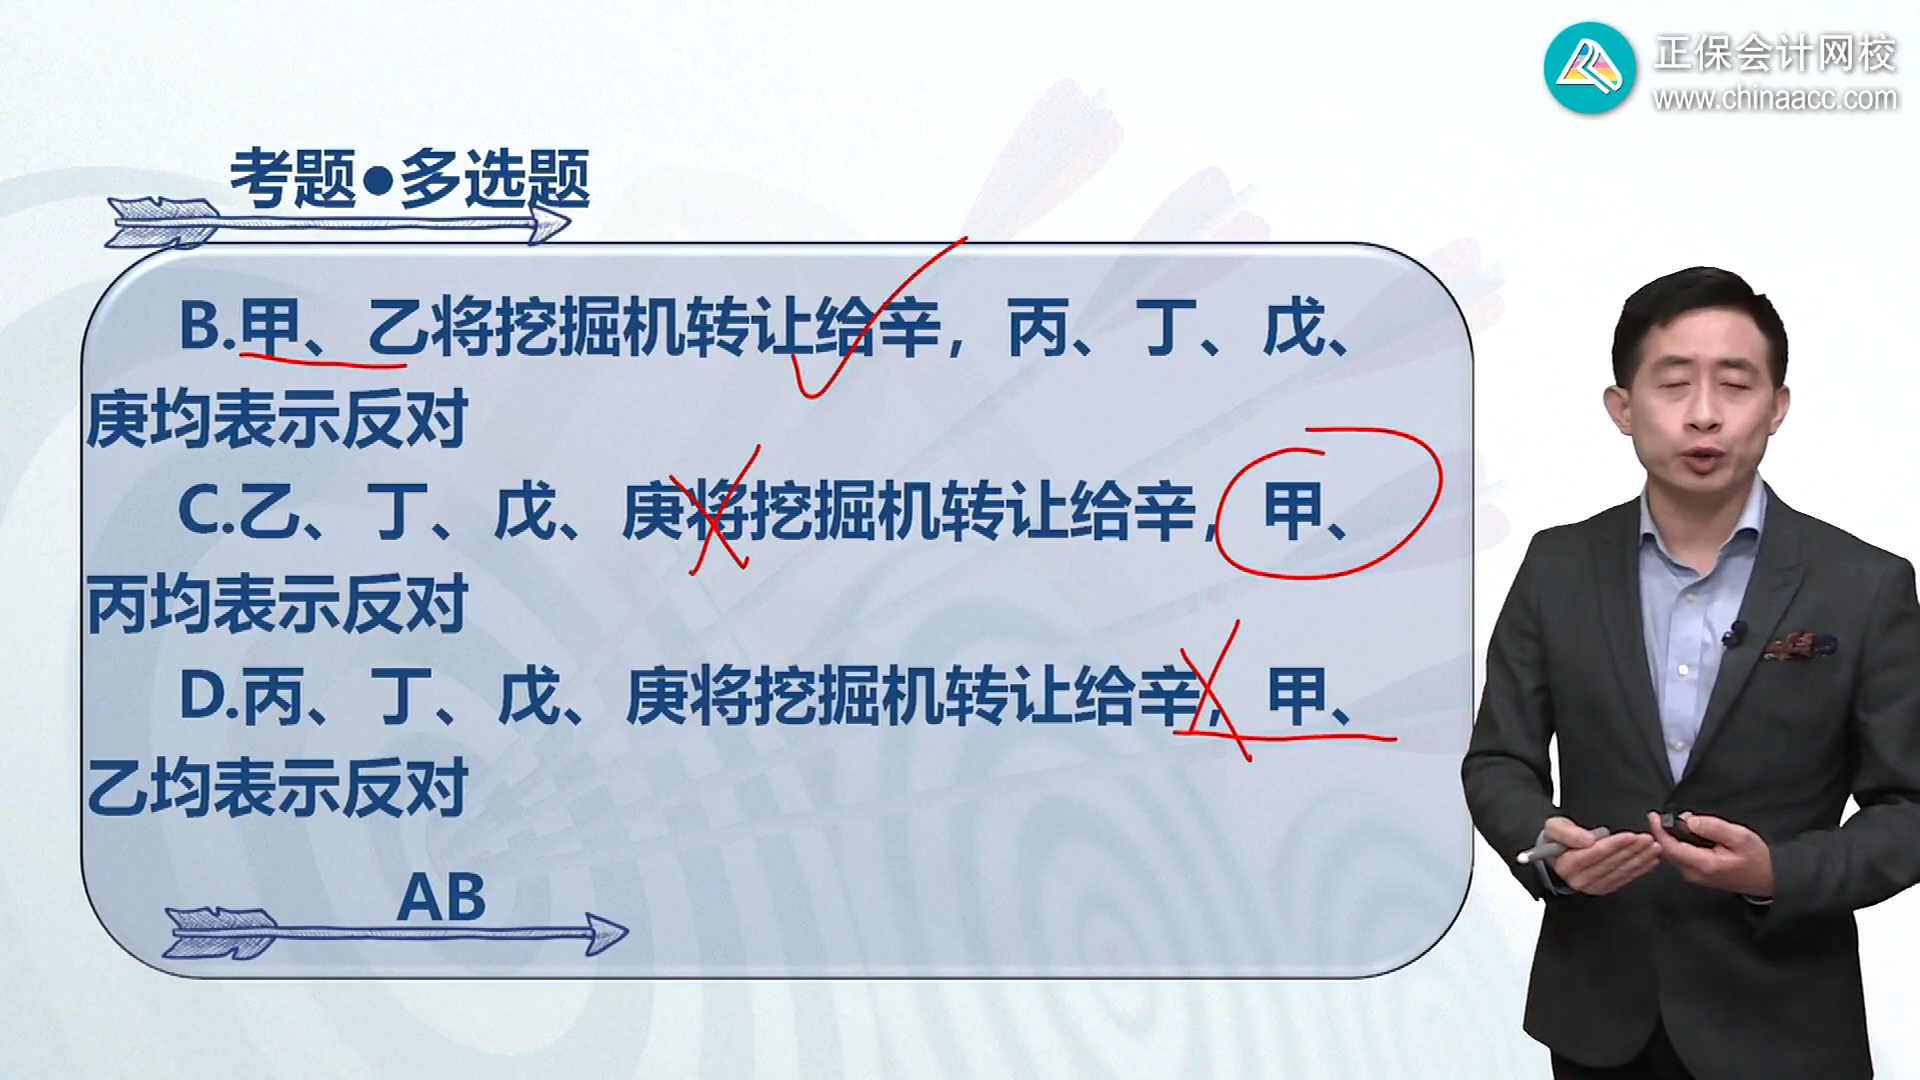 正保会计网校
www.chinaacc.com
考题●多选题
B.甲、乙将挖掘机转让给辛，丙、丁、戊、
庚均表示反对
C.乙、丁、戊、庚将挖掘机转让给辛，甲、
丙均表示反对
D.丙、丁、戊、庚将挖掘机转让给辛，甲、
乙均表示反对
AB